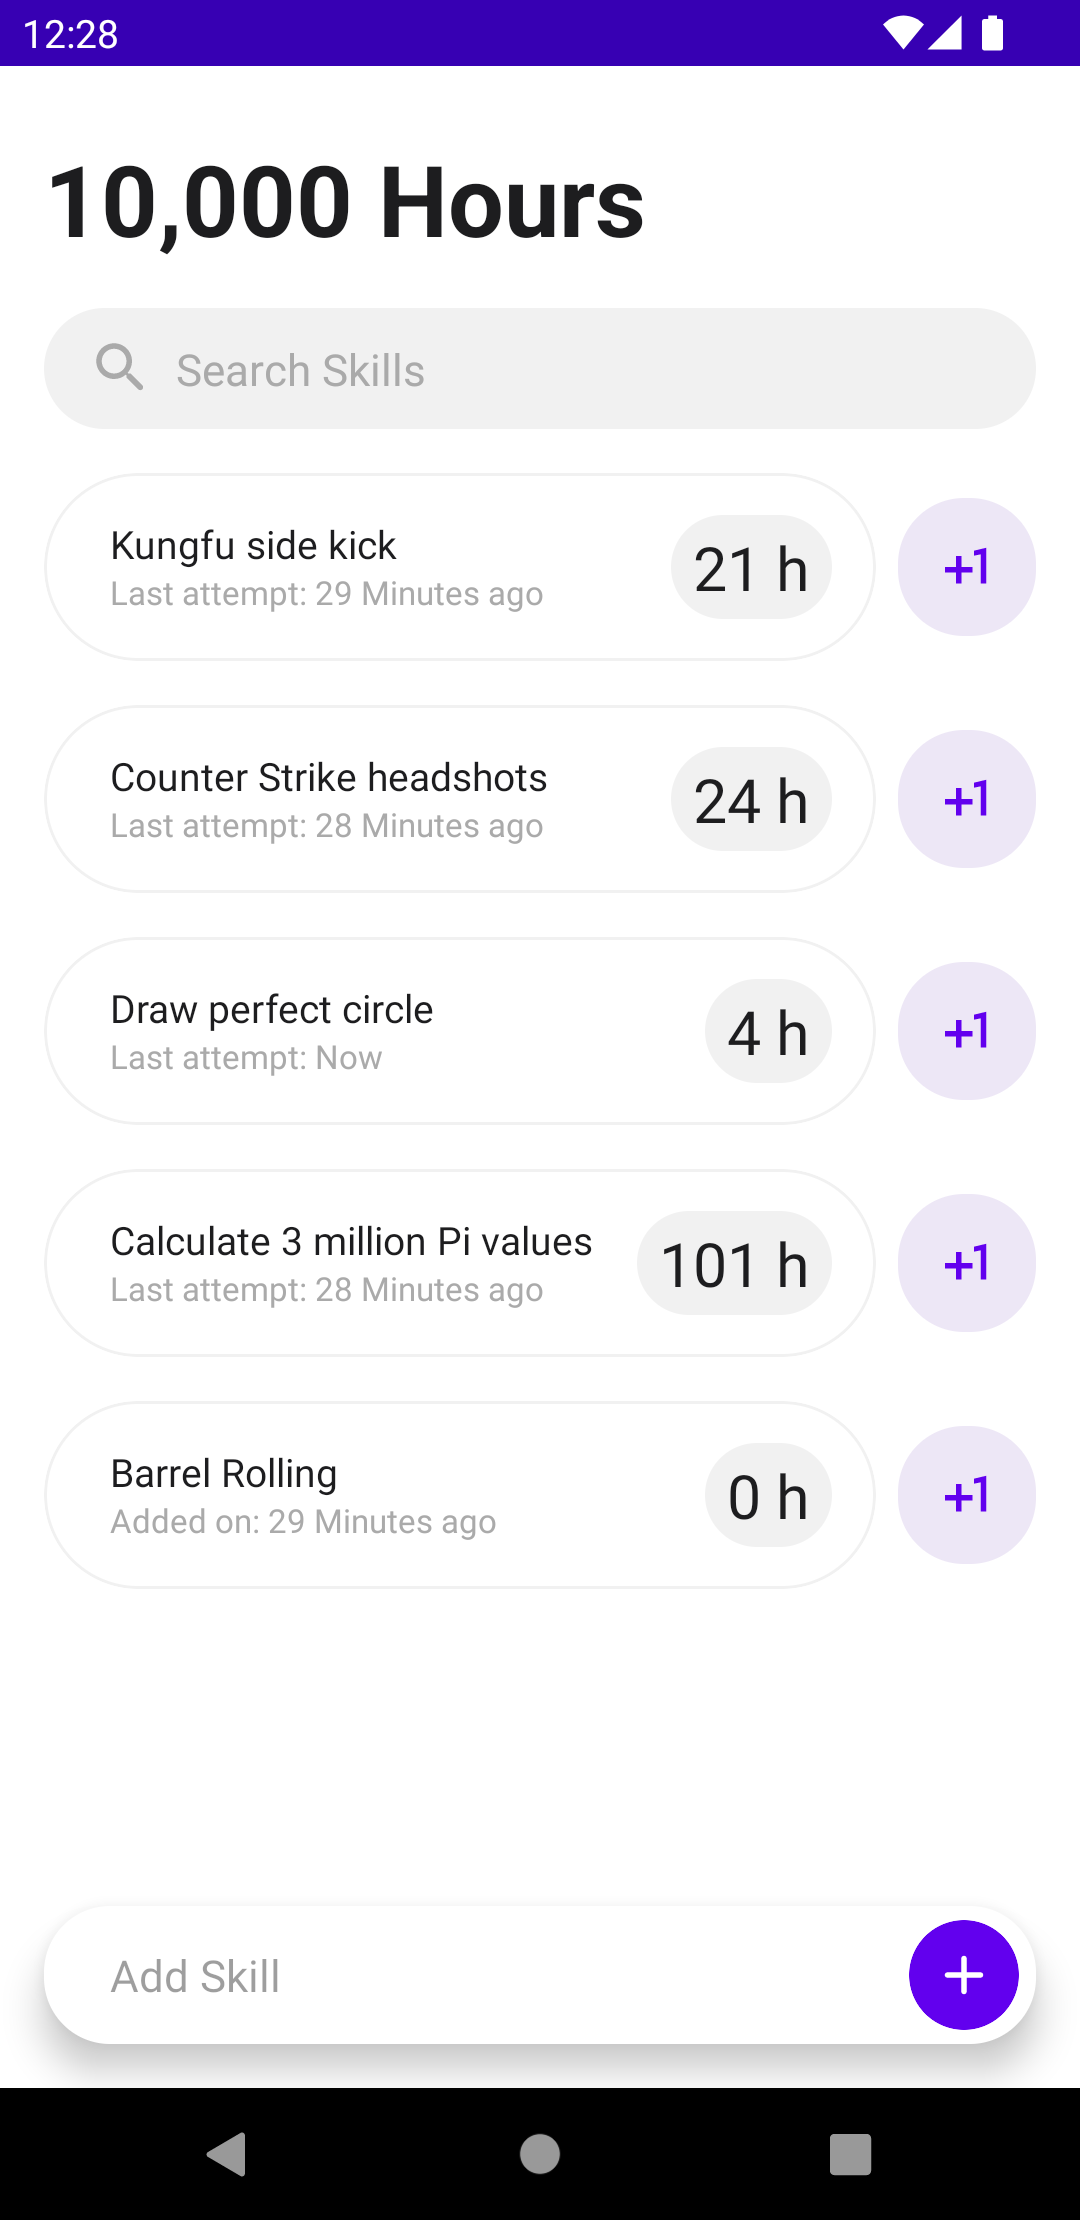 12:28
10,000 Hours
Search Skills
Kungfu side kick
Last attempt: 29 Minutes ago
21 h
+1
Counter Strike headshots
Last attempt: 28 Minutes ago
24 h
+1
Draw perfect circle
Last attempt: Now
4 h
+1
Calculate 3 million Pi values
Last attempt: 28 Minutes ago
101 h
+1
Barrel Rolling
Added on: 29 Minutes ago
0 h
+1
Add Skill